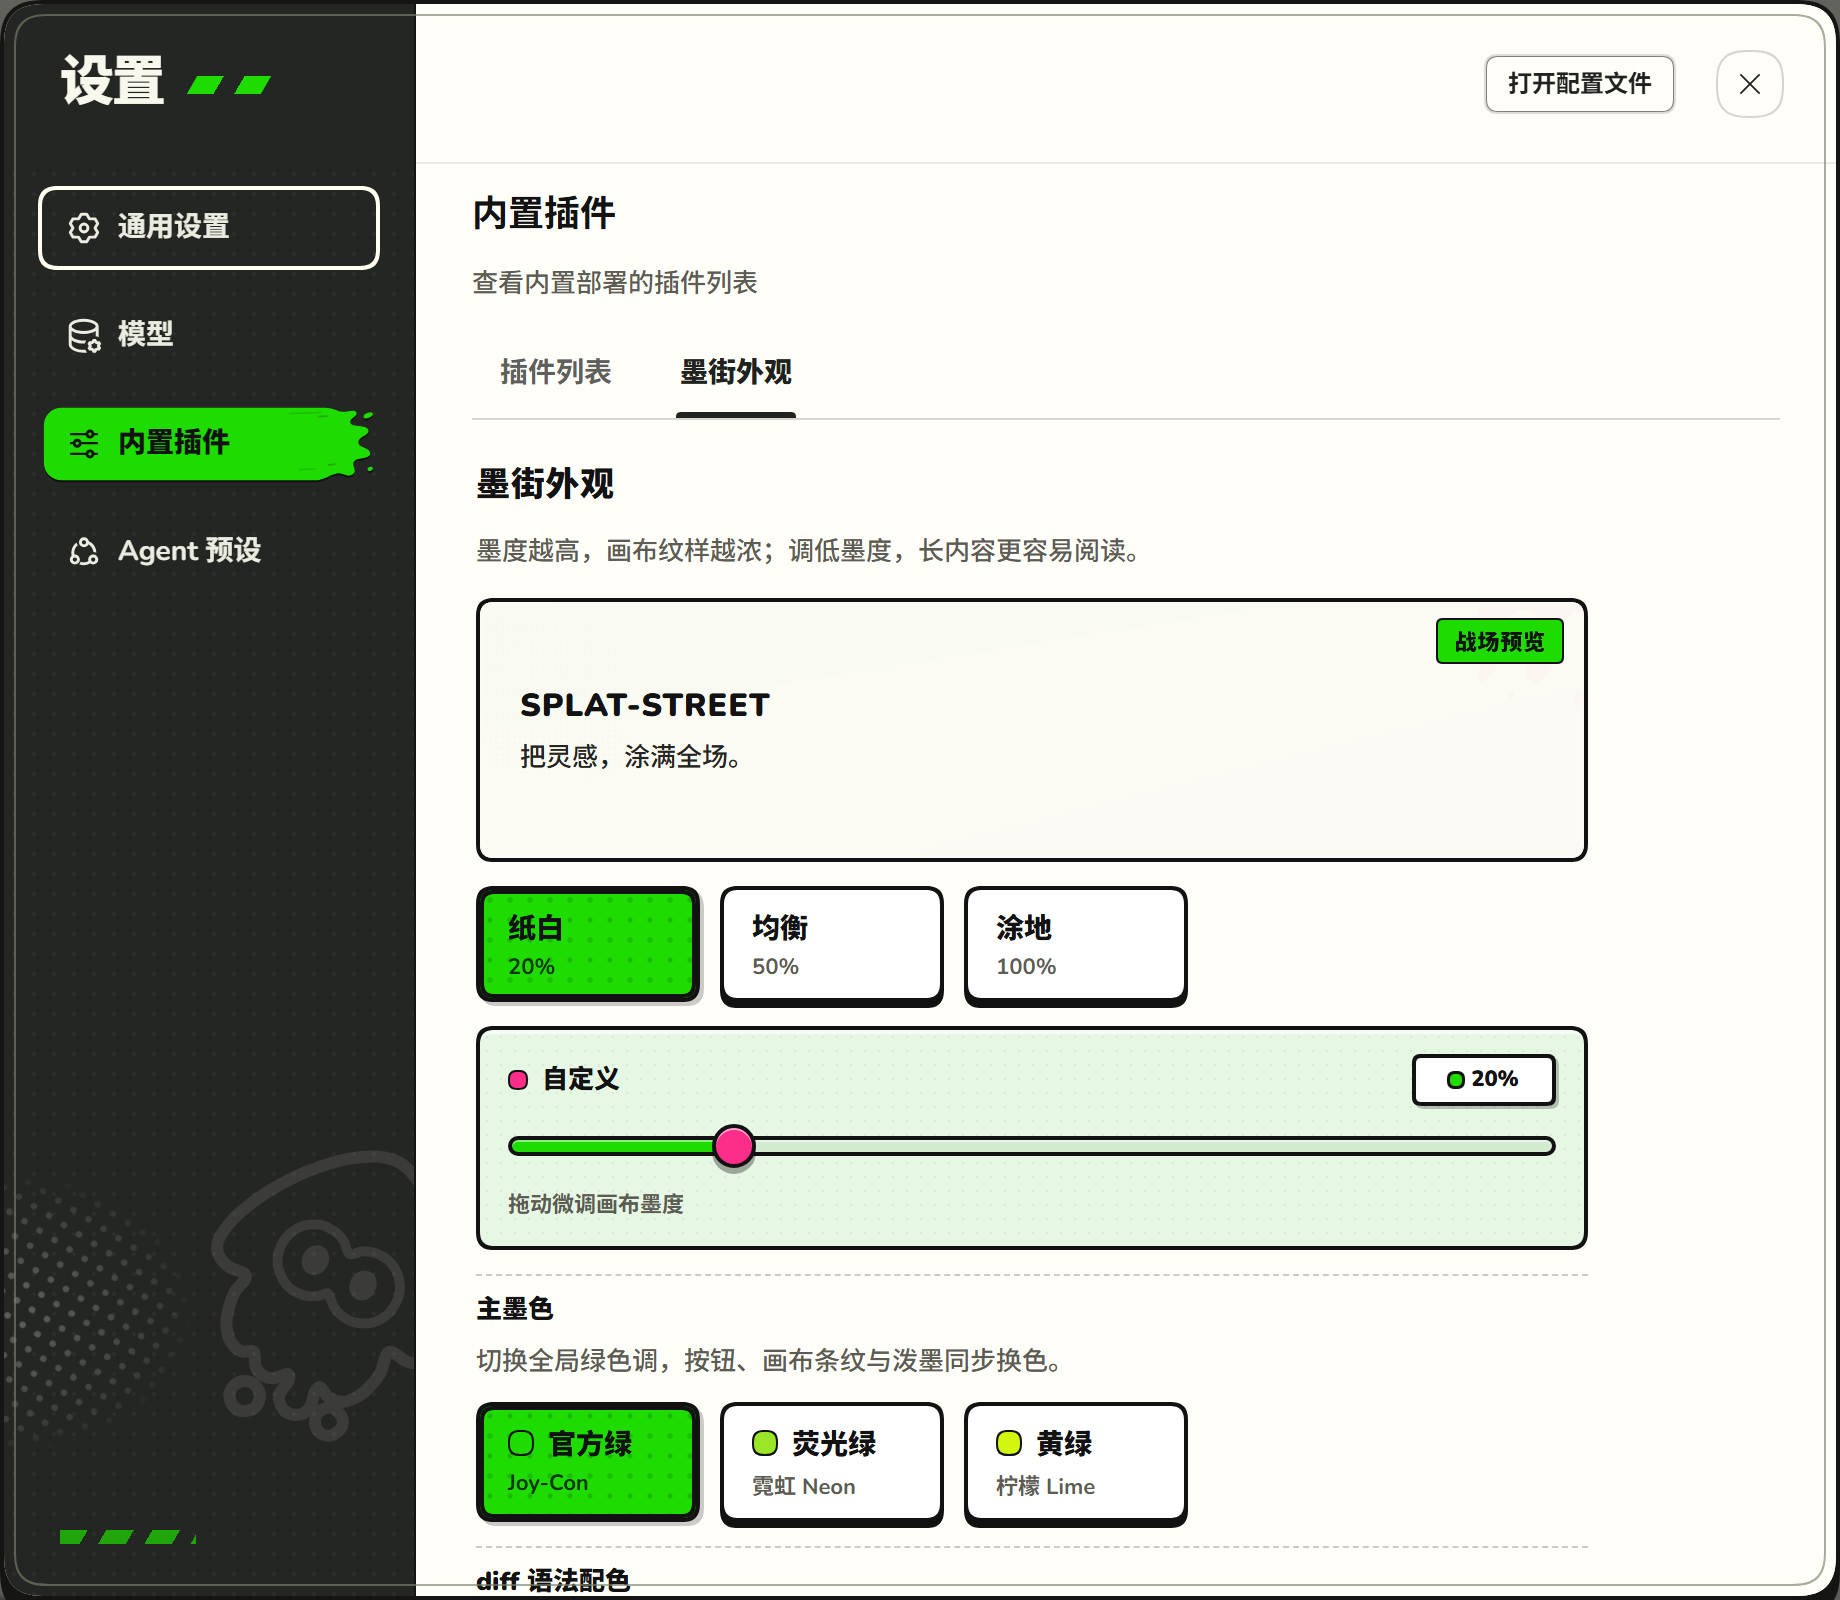 设置
打开配置文件
通用设置
模型
内置插件
Agent 预设
内置插件
查看内置部署的插件列表
插件列表
墨街外观
墨街外观
墨度越高，画布纹样越浓；调低墨度，长内容更容易阅读。
战场预览
SPLAT-STREET
把灵感，涂满全场。
纸白
20%
均衡
50%
涂地
100%
自定义
20%
拖动微调画布墨度
主墨色
切换全局绿色调，按钮、画布条纹与泼墨同步换色。
官方绿
Joy-Con
荧光绿
霓虹 Neon
黄绿
柠檬 Lime
diff 语法配色